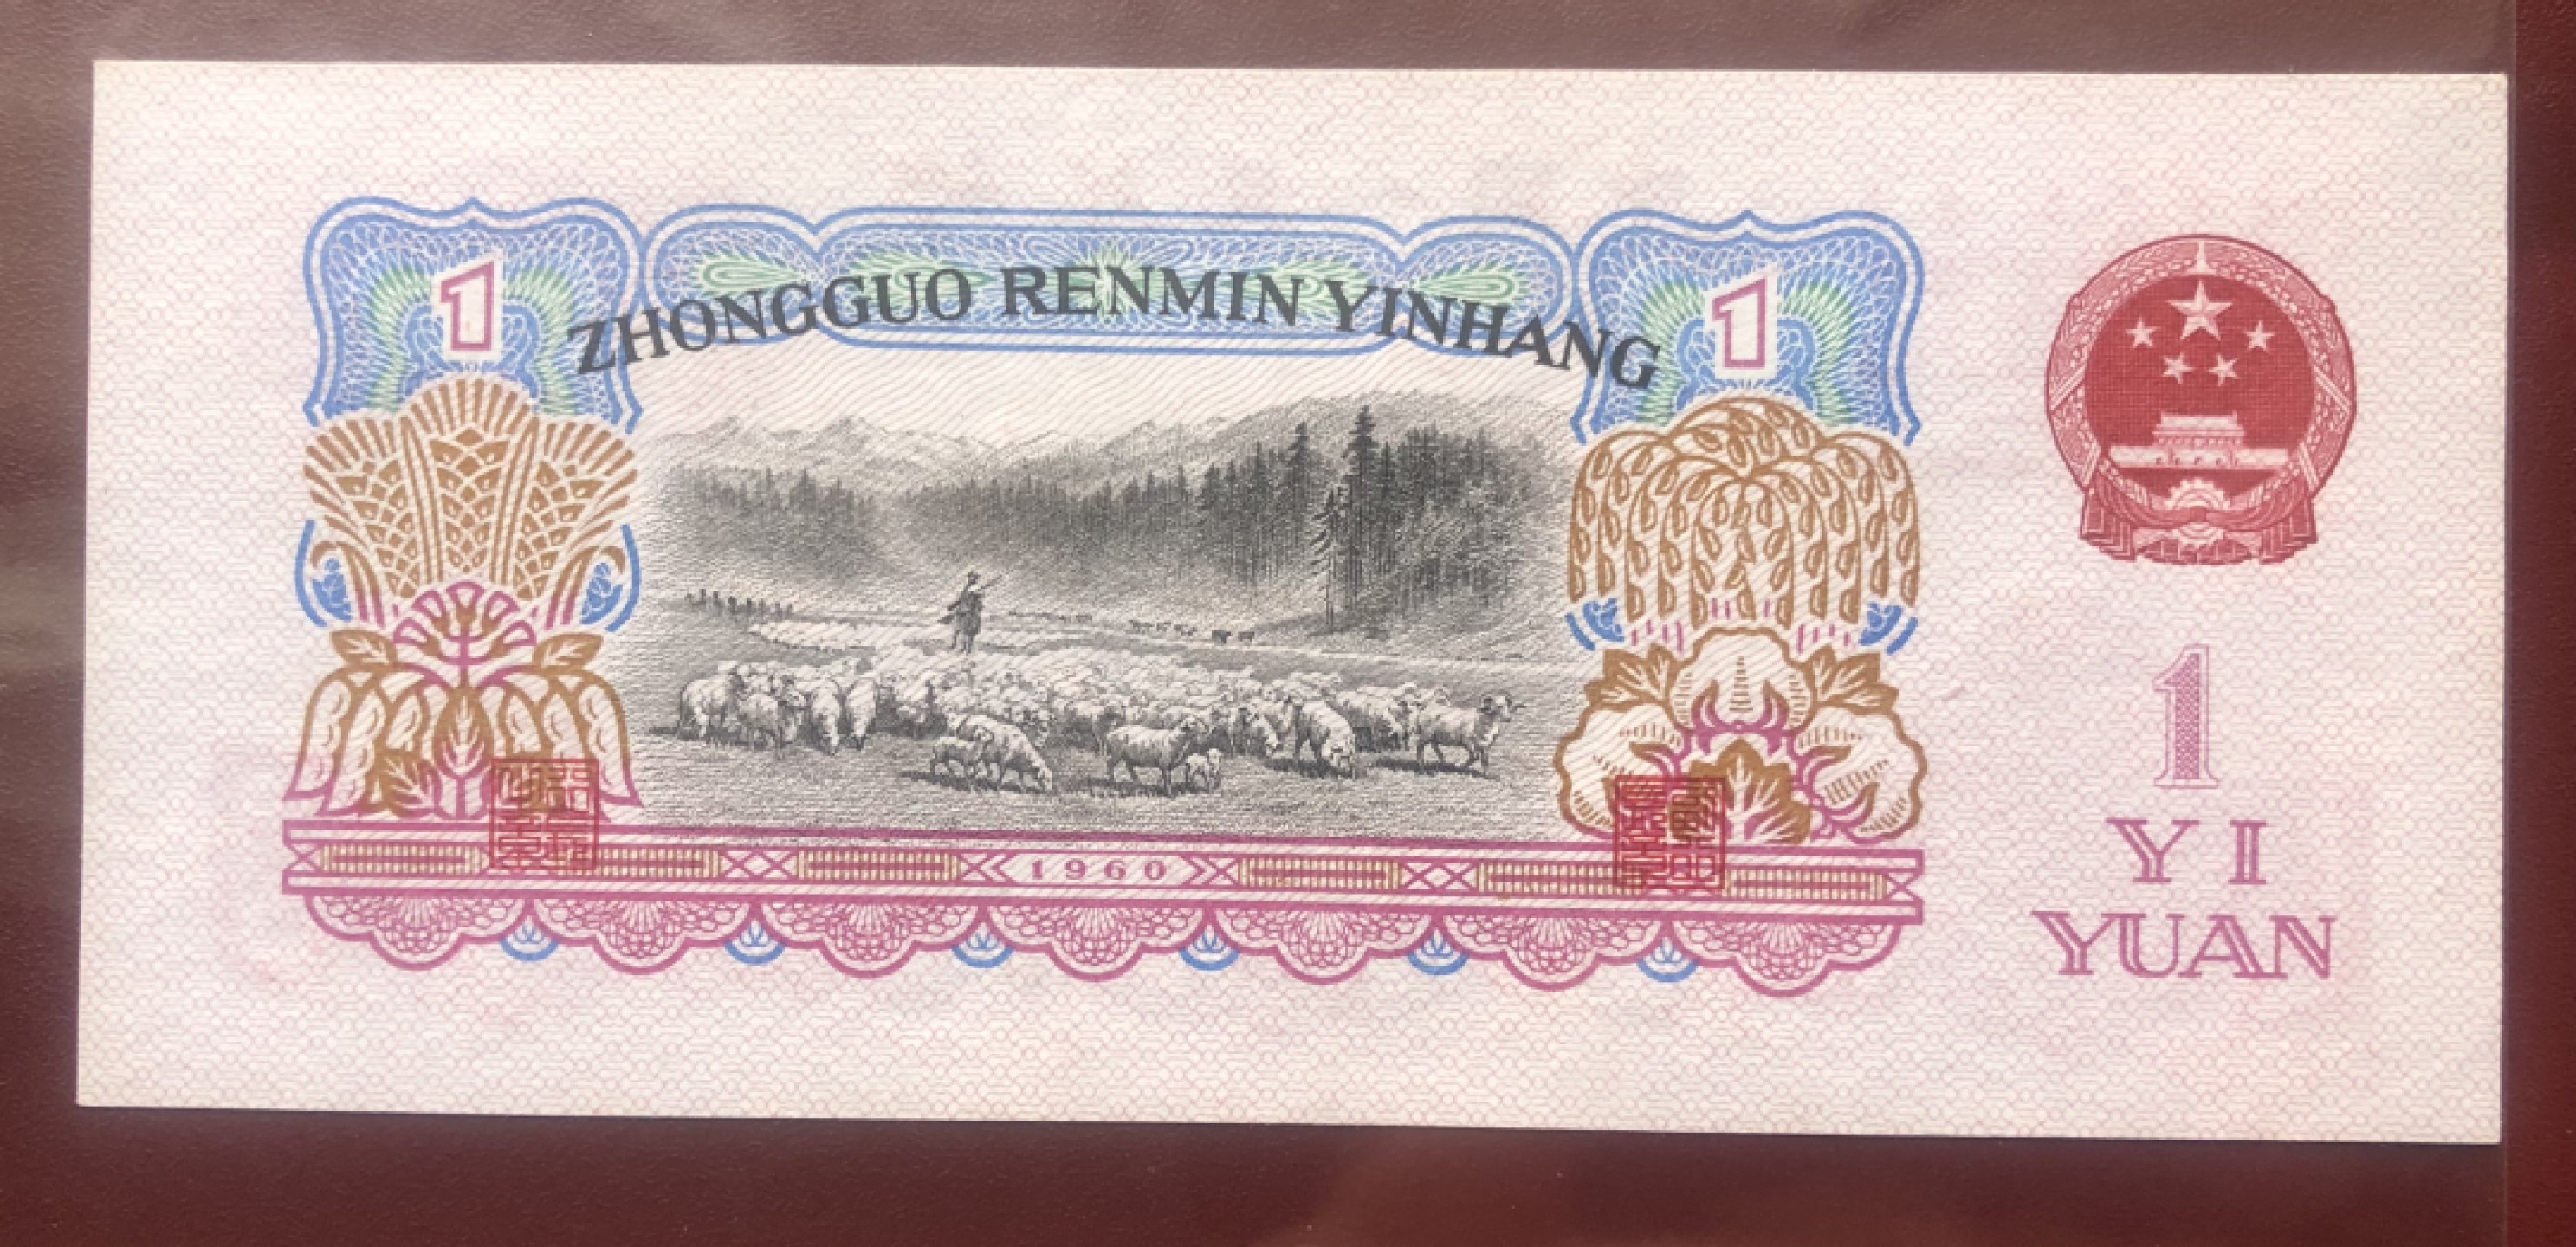 1
ZHONGGUO RENMIN YINHANG
1
1960
1
YI
YUAN